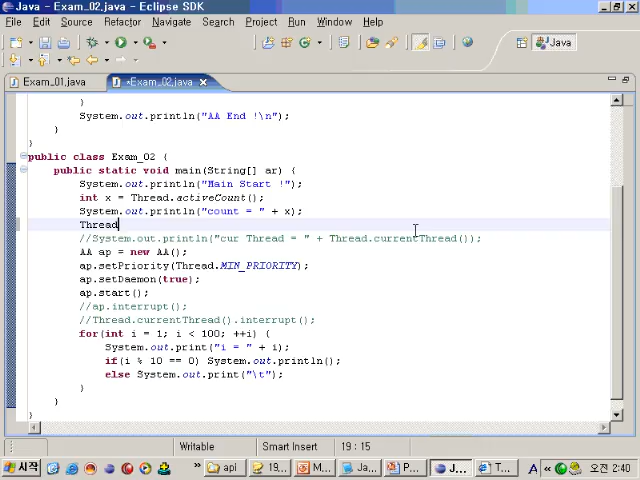 Java - Exam_02.java - Eclipse SDK
File Edit Source Refactor Navigate Search Project Run Window Help
Java
Exam_01.java *Exam_02.java
}
System.out.println("AA End !\n");
}
}
public class Exam_02 {
public static void main(String[] ar) {
System.out.println("Main Start !");
int x = Thread.activeCount();
System.out.println("count = " + x);
Thread
//System.out.println("cur Thread = " + Thread.currentThread());
AA ap = new AA();
ap.setPriority(Thread.MIN_PRIORITY);
ap.setDaemon(true);
ap.start();
//ap.interrupt();
//Thread.currentThread().interrupt();
for(int i = 1; i < 100; ++i) {
System.out.print("i = " + i);
if(i % 10 == 0) System.out.println();
else System.out.print("\t");
}
}
}
Writable Smart Insert 19 : 15
시작 » api 19... M... Ja... P... J... T... A « 오전 2:40